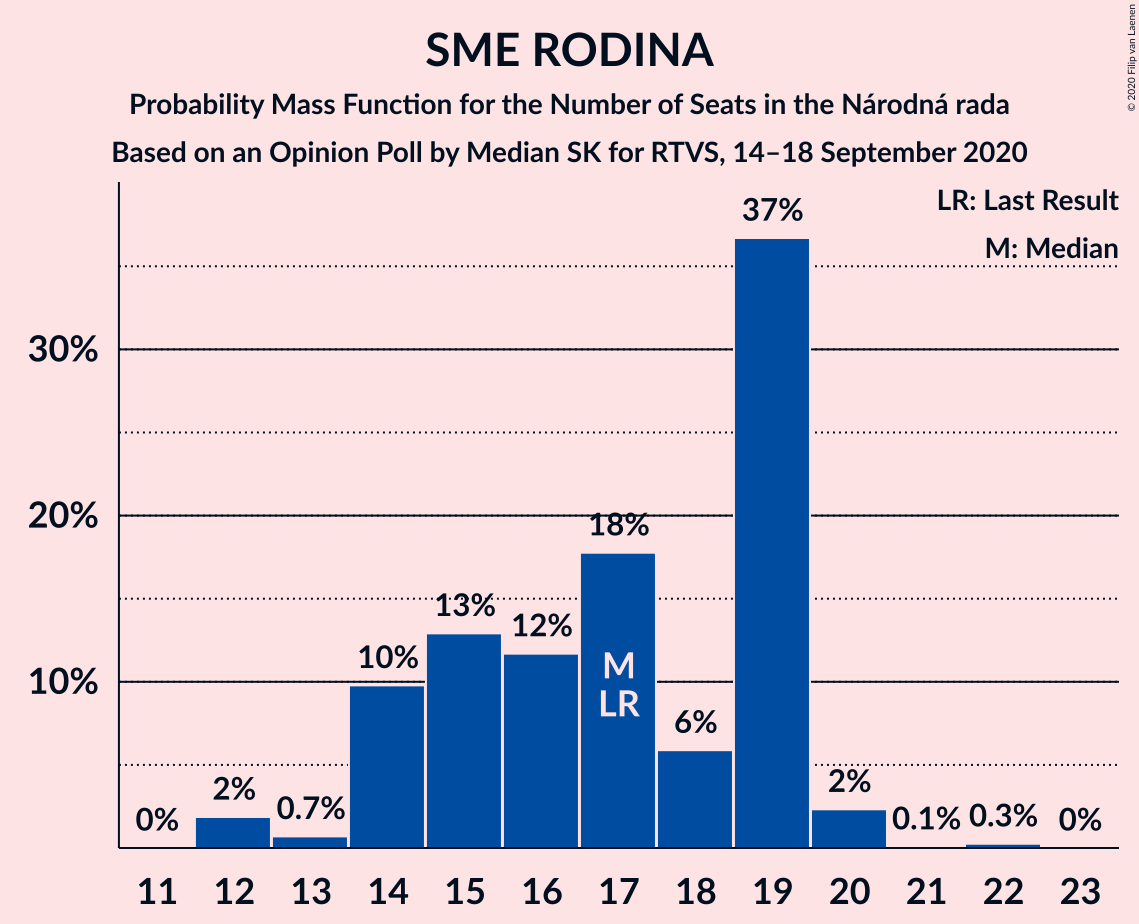 SME RODINA
Probability Mass Function for the Number of Seats in the Národná rada
Based on an Opinion Poll by Median SK for RTVS, 14–18 September 2020
© 2020 Filip van Laenen
LR: Last Result
M: Median
30%
20%
10%
0%
2%
0.7%
10%
13%
12%
18%
6%
37%
2%
0.1%
0.3%
0%
M
LR
11 12 13 14 15 16 17 18 19 20 21 22 23